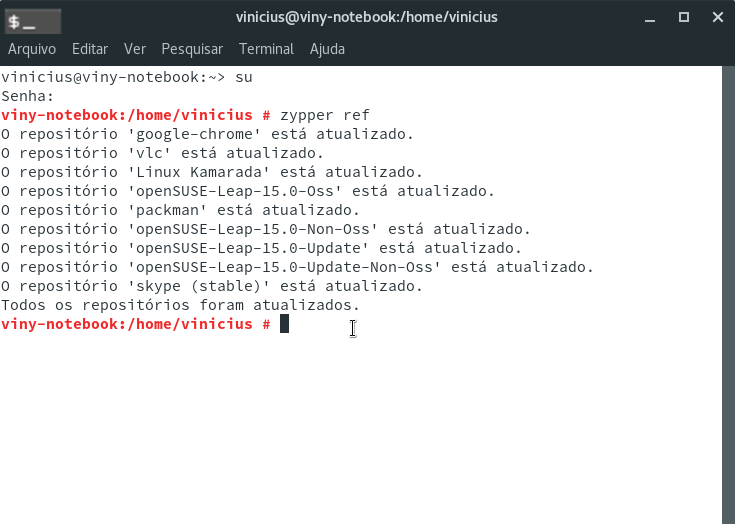 $_
vinicius@viny-notebook:/home/vinicius
Arquivo Editar Ver Pesquisar Terminal Ajuda
vinicius@viny-notebook:~> su
Senha:
viny-notebook:/home/vinicius # zypper ref
O repositório 'google-chrome' está atualizado.
O repositório 'vlc' está atualizado.
O repositório 'Linux Kamarada' está atualizado.
O repositório 'openSUSE-Leap-15.0-Oss' está atualizado.
O repositório 'packman' está atualizado.
O repositório 'openSUSE-Leap-15.0-Non-Oss' está atualizado.
O repositório 'openSUSE-Leap-15.0-Update' está atualizado.
O repositório 'openSUSE-Leap-15.0-Update-Non-Oss' está atualizado.
O repositório 'skype (stable)' está atualizado.
Todos os repositórios foram atualizados.
viny-notebook:/home/vinicius #